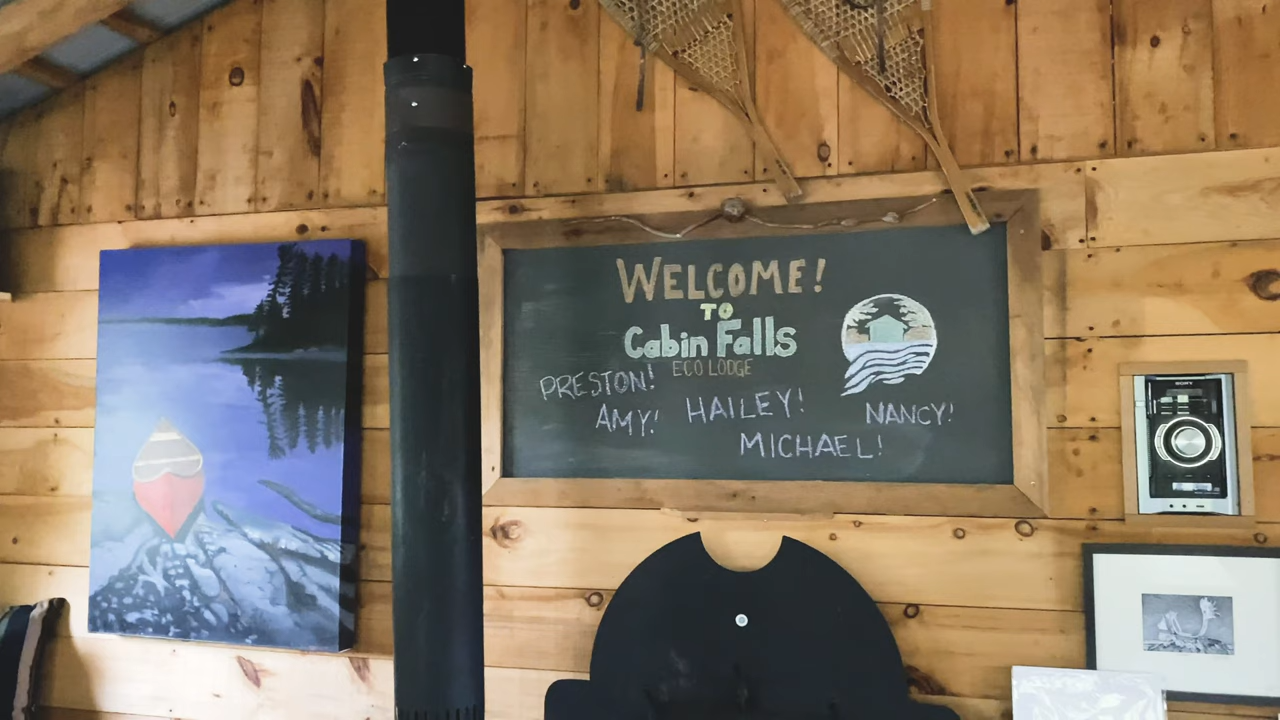 WELCOME!
TO
Cabin Falls
ECO LODGE
PRESTON!
AMY! HAILEY! NANCY!
MICHAEL!
SONY